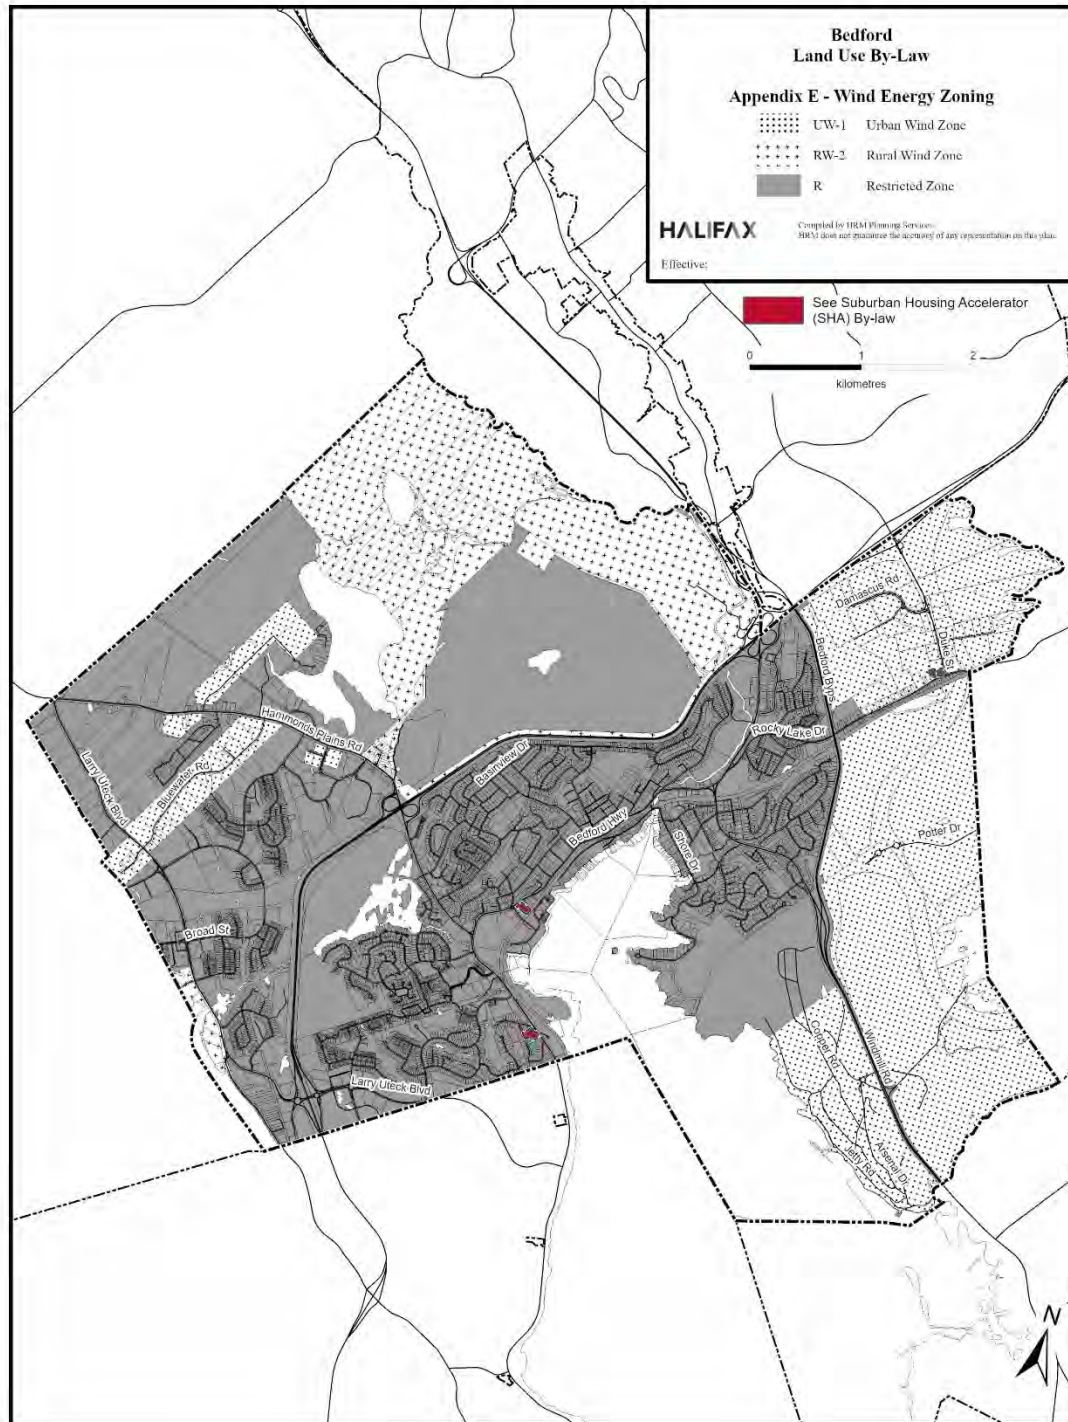 Bedford
Land Use By-Law
Appendix E - Wind Energy Zoning
UW-1 Urban Wind Zone
RW-2 Rural Wind Zone
R Restricted Zone
HALIFAX
Compiled by HRM Planning Services.
HRM does not guarantee the accuracy of any representation on this plan.
Effective:
See Suburban Housing Accelerator
(SHA) By-law
0 1 2
kilometres
Damascus Rd
Duke St
Bedford Byps
Rocky Lake Dr
Hammonds Plains Rd
Basinview Dr
Larry Uteck Blvd
Bluewater Rd
Bedford Hwy
Shore Dr
Potter Dr
Broad St
Larry Uteck Blvd
Windmill Rd
Arsenal Dr
Jetty Rd
N